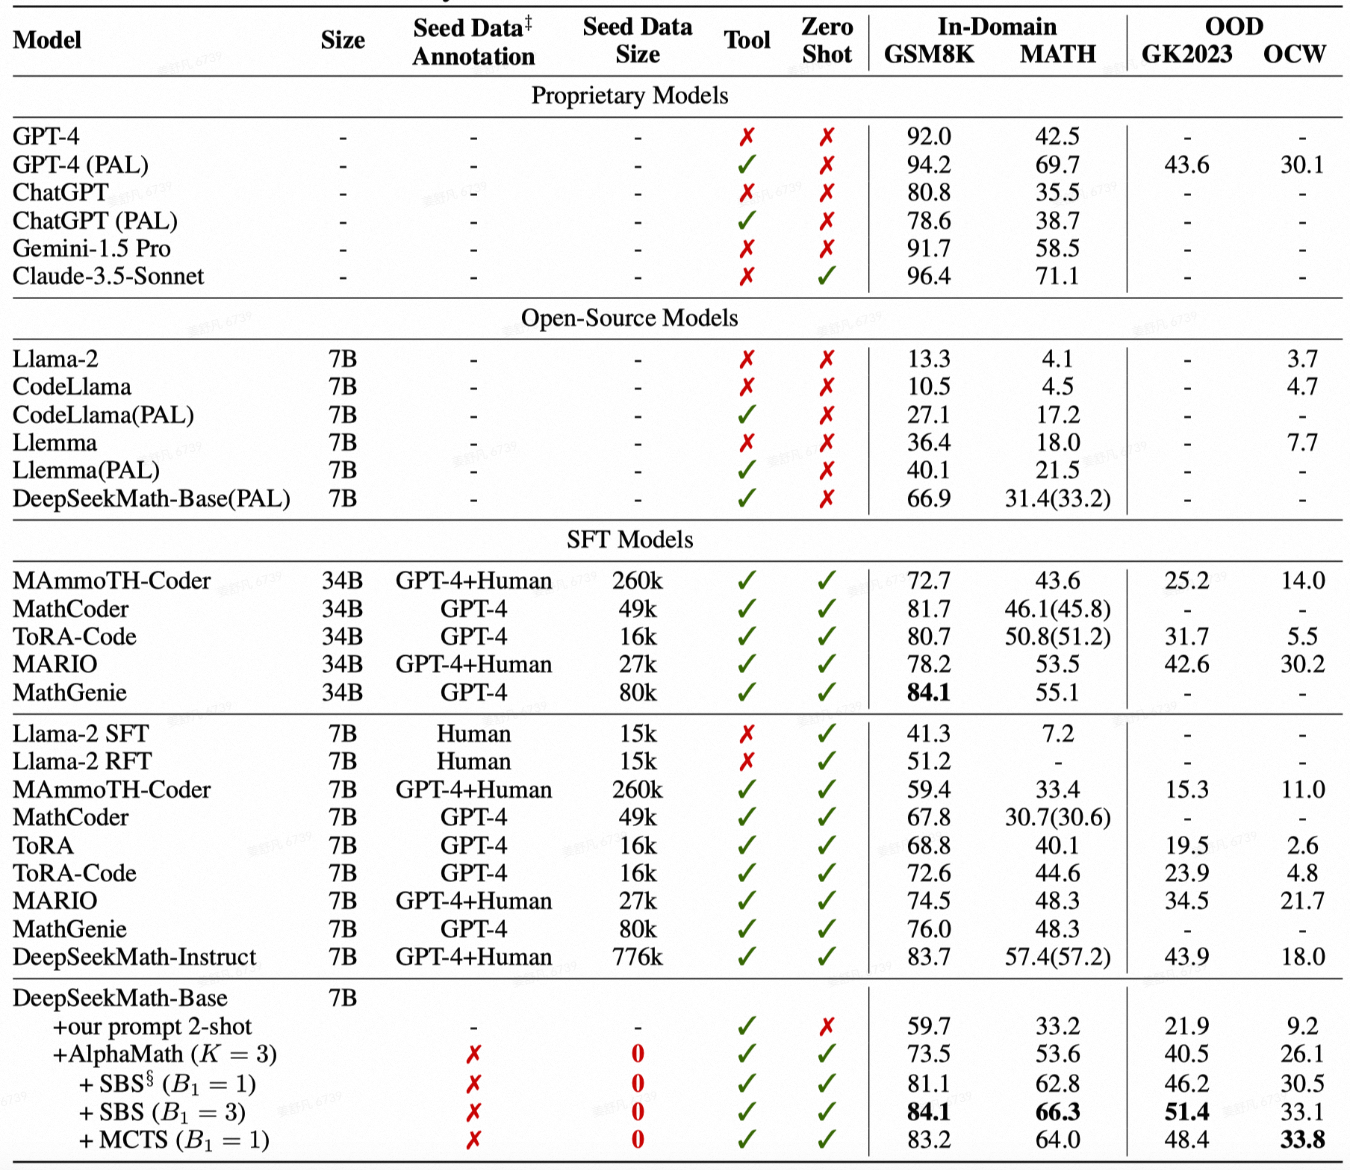 Model Size Seed Data‡ Annotation Seed Data Size Tool Zero Shot In-Domain GSM8K MATH OOD GK2023 OCW
Proprietary Models
GPT-4 - - - ✗ ✗ 92.0 42.5 - -
GPT-4 (PAL) - - - ✓ ✗ 94.2 69.7 43.6 30.1
ChatGPT - - - ✗ ✗ 80.8 35.5 - -
ChatGPT (PAL) - - - ✓ ✗ 78.6 38.7 - -
Gemini-1.5 Pro - - - ✗ ✗ 91.7 58.5 - -
Claude-3.5-Sonnet - - - ✗ ✓ 96.4 71.1 - -
Open-Source Models
Llama-2 7B - - ✗ ✗ 13.3 4.1 - 3.7
CodeLlama 7B - - ✗ ✗ 10.5 4.5 - 4.7
CodeLlama(PAL) 7B - - ✓ ✗ 27.1 17.2 - -
Llemma 7B - - ✗ ✗ 36.4 18.0 - 7.7
Llemma(PAL) 7B - - ✓ ✗ 40.1 21.5 - -
DeepSeekMath-Base(PAL) 7B - - ✓ ✗ 66.9 31.4(33.2) - -
SFT Models
MAmmoTH-Coder 34B GPT-4+Human 260k ✓ ✓ 72.7 43.6 25.2 14.0
MathCoder 34B GPT-4 49k ✓ ✓ 81.7 46.1(45.8) - -
ToRA-Code 34B GPT-4 16k ✓ ✓ 80.7 50.8(51.2) 31.7 5.5
MARIO 34B GPT-4+Human 27k ✓ ✓ 78.2 53.5 42.6 30.2
MathGenie 34B GPT-4 80k ✓ ✓ 84.1 55.1 - -
Llama-2 SFT 7B Human 15k ✗ ✓ 41.3 7.2 - -
Llama-2 RFT 7B Human 15k ✗ ✓ 51.2 - - -
MAmmoTH-Coder 7B GPT-4+Human 260k ✓ ✓ 59.4 33.4 15.3 11.0
MathCoder 7B GPT-4 49k ✓ ✓ 67.8 30.7(30.6) - -
ToRA 7B GPT-4 16k ✓ ✓ 68.8 40.1 19.5 2.6
ToRA-Code 7B GPT-4 16k ✓ ✓ 72.6 44.6 23.9 4.8
MARIO 7B GPT-4+Human 27k ✓ ✓ 74.5 48.3 34.5 21.7
MathGenie 7B GPT-4 80k ✓ ✓ 76.0 48.3 - -
DeepSeekMath-Instruct 7B GPT-4+Human 776k ✓ ✓ 83.7 57.4(57.2) 43.9 18.0
DeepSeekMath-Base 7B
+our prompt 2-shot - - ✓ ✗ 59.7 33.2 21.9 9.2
+AlphaMath (K = 3) ✗ 0 ✓ ✓ 73.5 53.6 40.5 26.1
+ SBS§ (B₁ = 1) ✗ 0 ✓ ✓ 81.1 62.8 46.2 30.5
+ SBS (B₁ = 3) ✗ 0 ✓ ✓ 84.1 66.3 51.4 33.1
+ MCTS (B₁ = 1) ✗ 0 ✓ ✓ 83.2 64.0 48.4 33.8